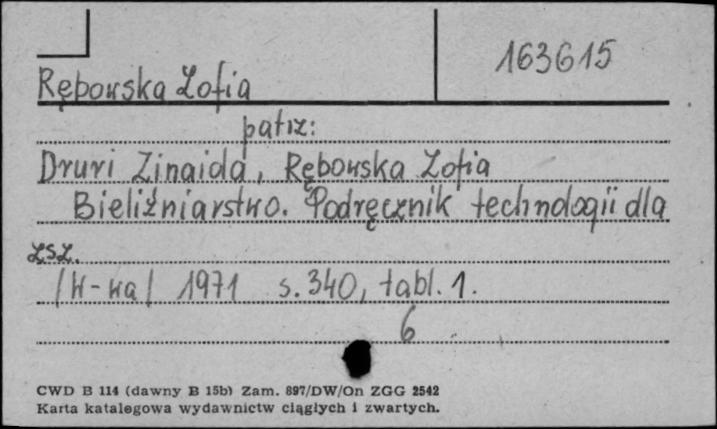 163615
Rębowska Zofia
patrz:
Druri Zinaida, Rębowska Zofia
Bieliźniarstwo. Podręcznik technologii dla
ZSZ.
/W-wa/ 1971 s. 340, tabl. 1.
6
CWD B 114 (dawny B 15b) Zam. 897/DW/On ZGG 2542
Karta katalogowa wydawnictw ciągłych i zwartych.